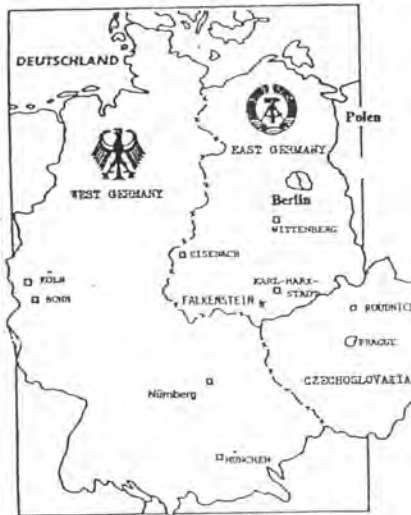 DEUTSCHLAND
Polen
EAST GERMANY
WEST GERMANY
Berlin
WITTENBERG
EISENACH
KÖLN
KARL-MARX-
STADT
BONN
FALKENSTEIN
ROUDNICE
PRAGUE
CZECHOSLOVAKIA
Nürnberg
MÜNCHEN